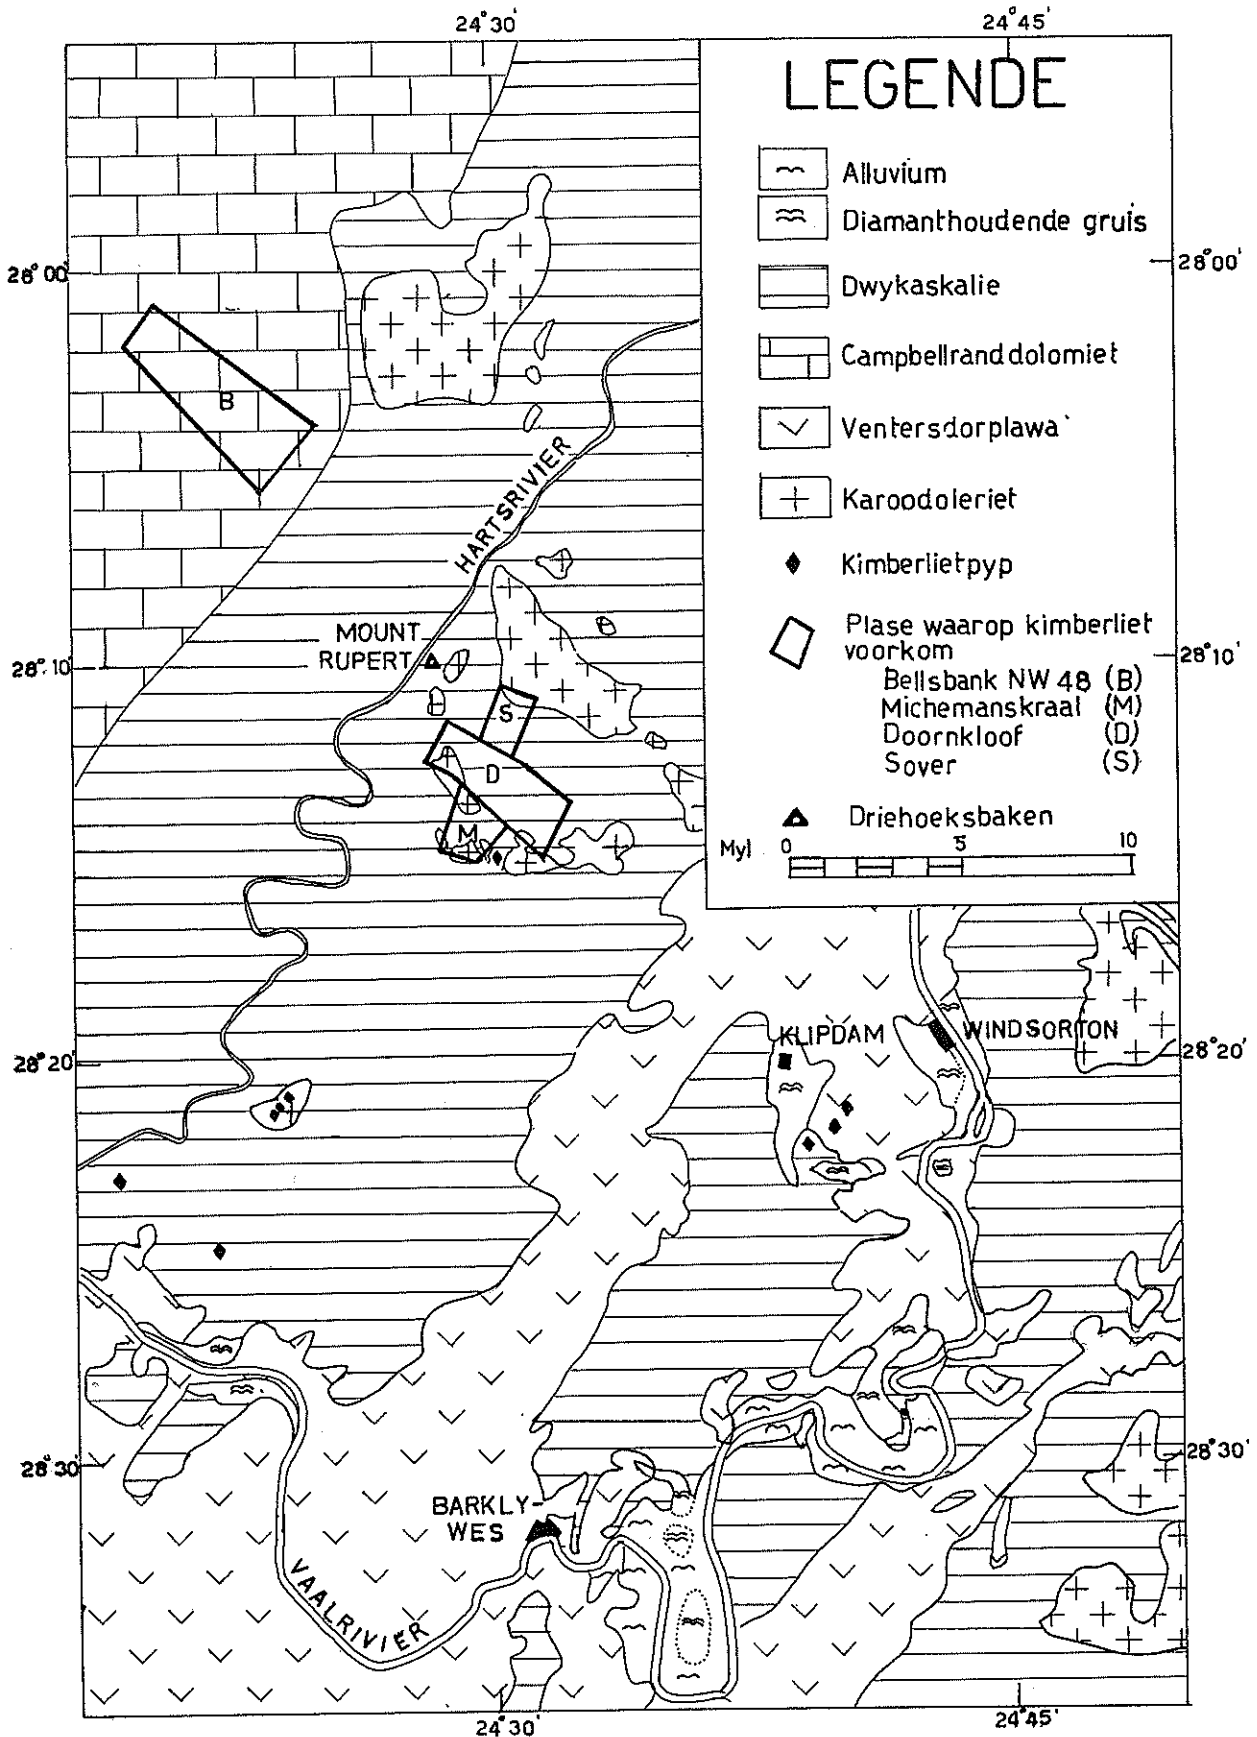 24°30'
24°45'
LEGENDE
Alluvium
Diamanthoudende gruis
Dwykaskalie
Campbellranddolomiet
Ventersdorplawa
Karoodoleriet
Kimberlietpyp
Plase waarop kimberliet
voorkom
Bellsbank NW 48 (B)
Michemanskraal (M)
Doornkloof (D)
Sover (S)
Driehoeksbaken
Myl 0 5 10
28°00'
28°00'
B
HARTSRIVIER
MOUNT
RUPERT
28°10'
28°10'
S
D
M
KLIPDAM
WINDSORTON
28°20'
28°20'
28°30'
28°30'
BARKLY-
WES
VAALRIVIER
24°30'
24°45'